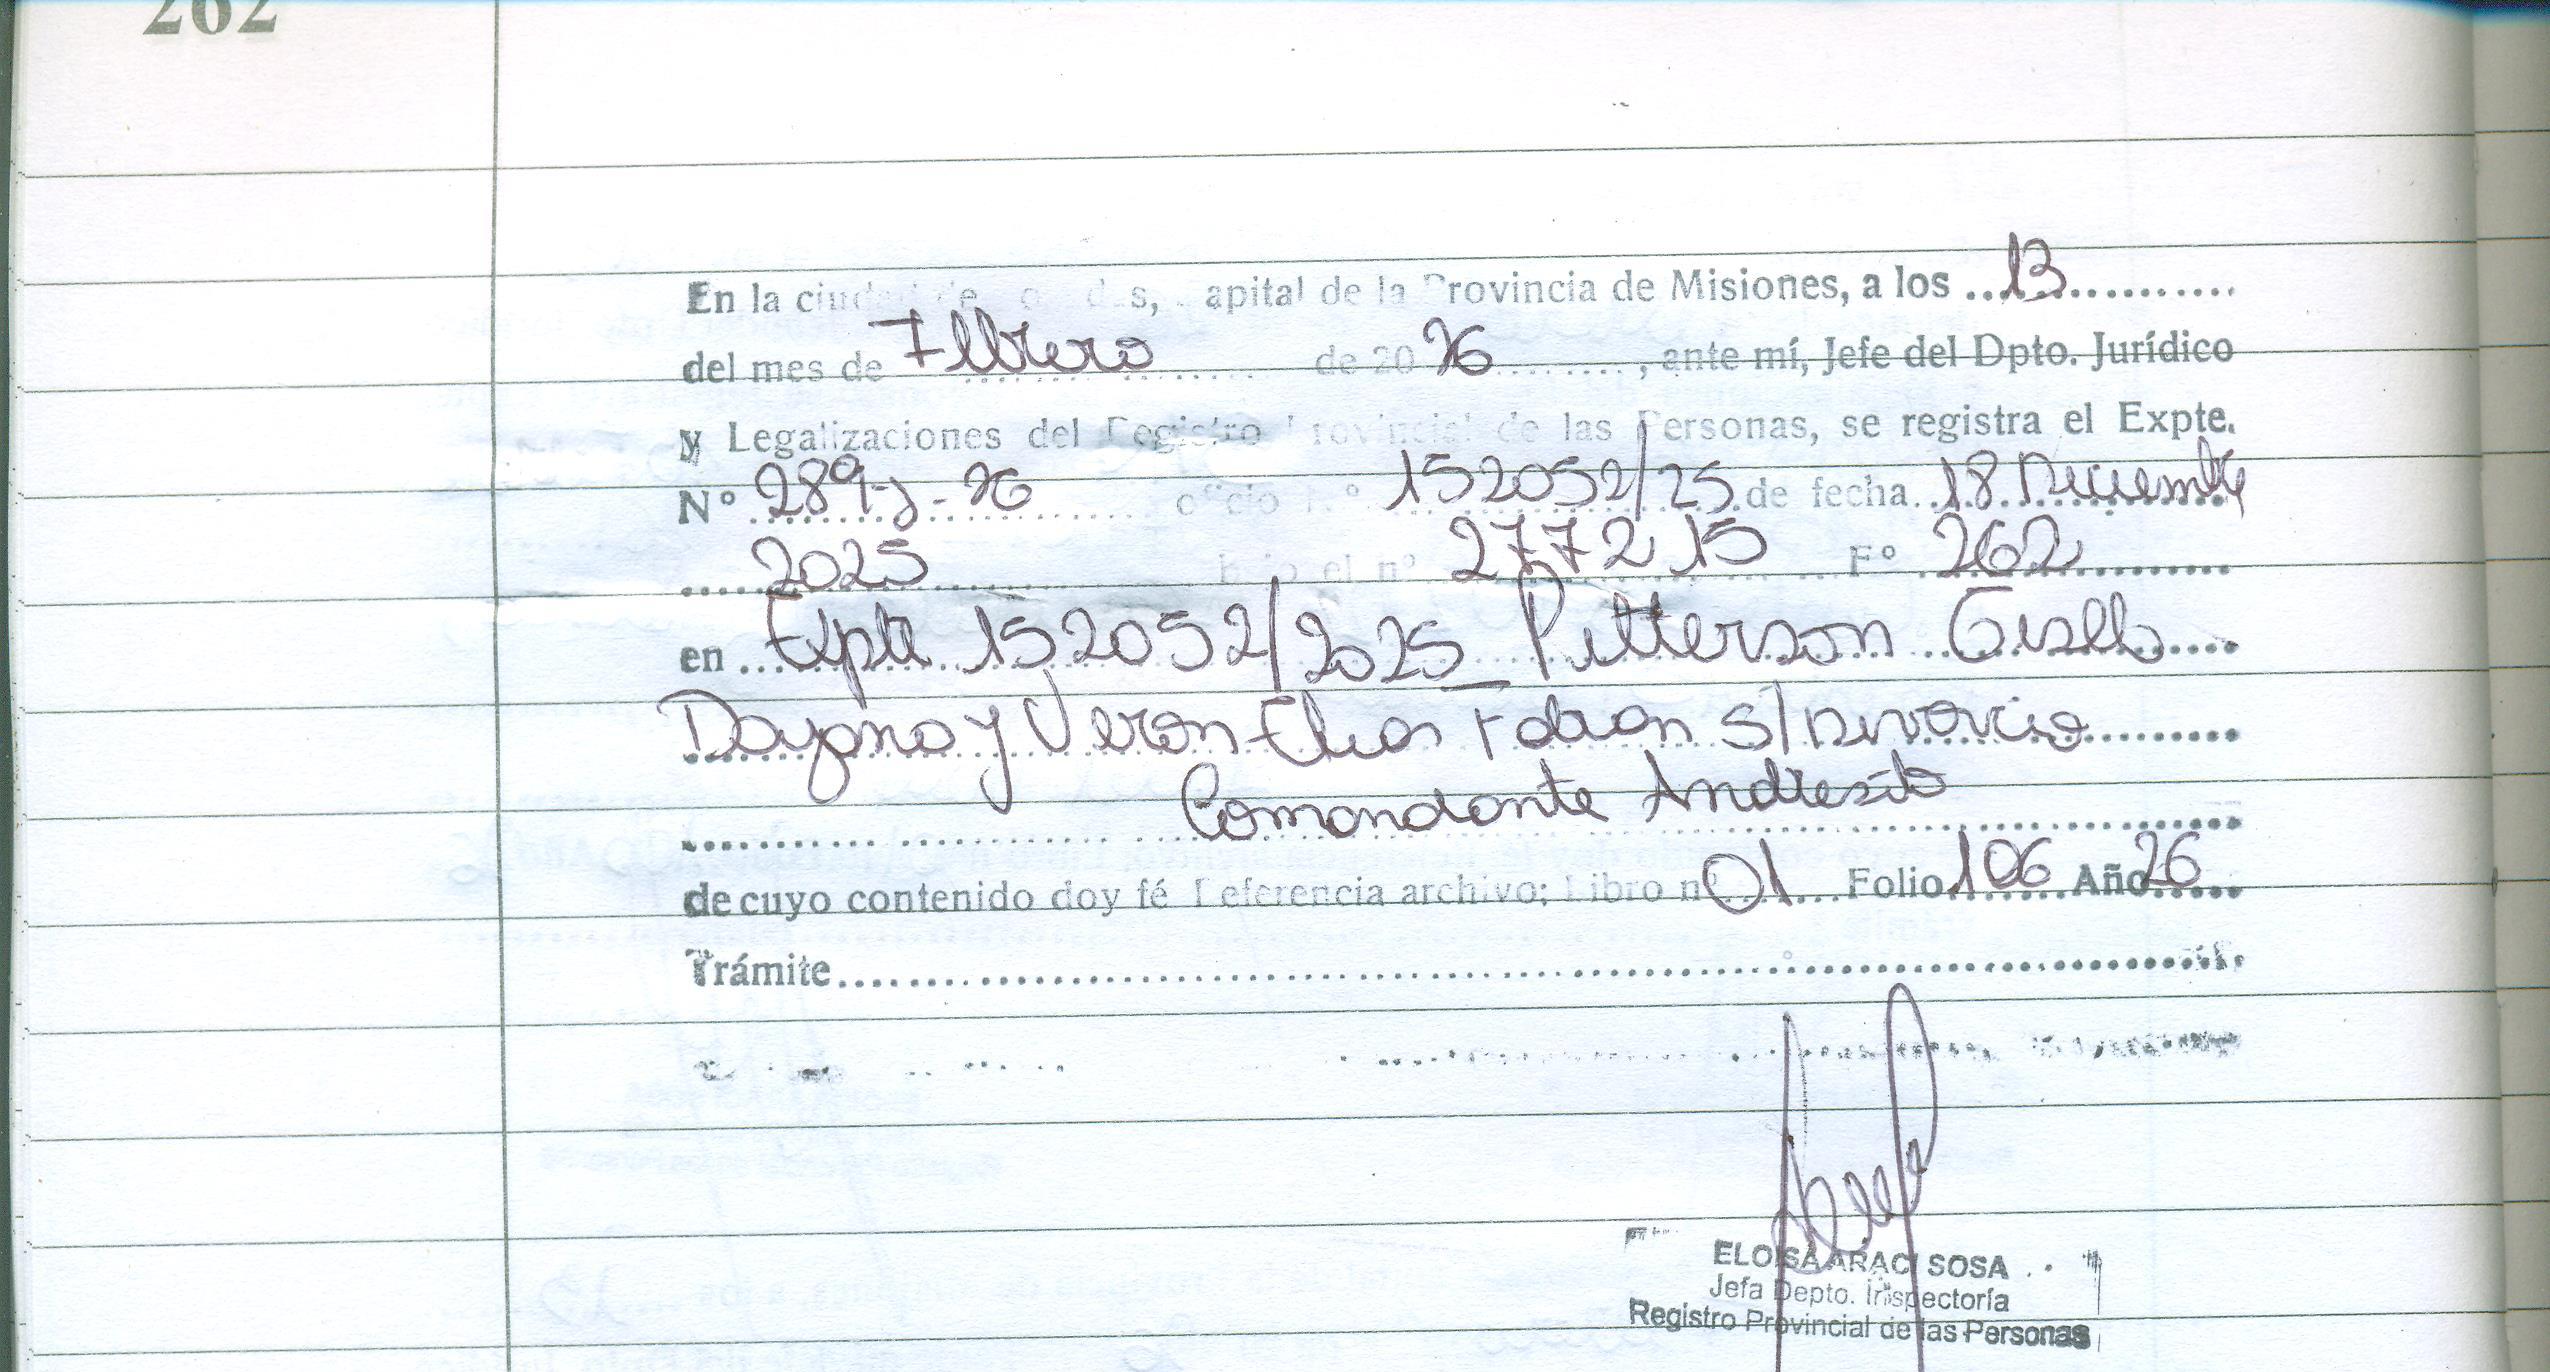 262
En la ciudad de Posadas, Capital de la Provincia de Misiones, a los 13
del mes de Febrero de 2026, ante mí, Jefe del Dpto. Jurídico
y Legalizaciones del Registro Provincial de las Personas, se registra el Expte.
N° 289-J-26 oficio N° 152052/25 de fecha 18 Diciembre
2025 bajo el n° 277215 F° 262
en Expte 152052/2025_ Pitterson
Dayana y Veron Elias Fabian S/Divorcio
Comandante Andresito
de cuyo contenido doy fé Referencia archivo: Libro n° 01 Folio 106 Año 26
Trámite
ELOISA ARACI SOSA
Jefa Depto. Inspectoría
Registro Provincial de las Personas